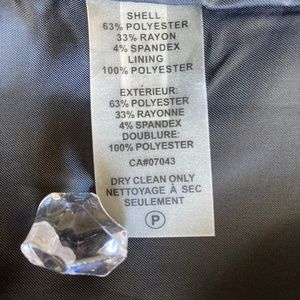 SHELL:
63% POLYESTER
33% RAYON
4% SPANDEX
LINING
100% POLYESTER
EXTÉRIEUR:
63% POLYESTER
33% RAYONNE
4% SPANDEX
DOUBLURE:
100% POLYESTER
CA#07043
DRY CLEAN ONLY
NETTOYAGE À SEC
SEULEMENT
P